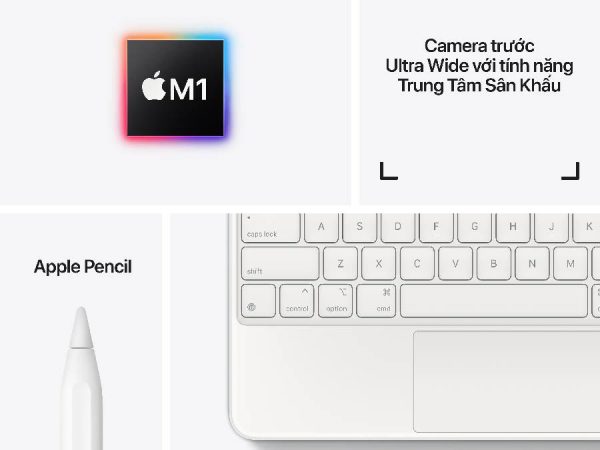 M1
Camera trước
Ultra Wide với tính năng
Trung Tâm Sân Khấu
Apple Pencil
caps lock A S D F G H J K
shift Z X C V B N M
control option cmd